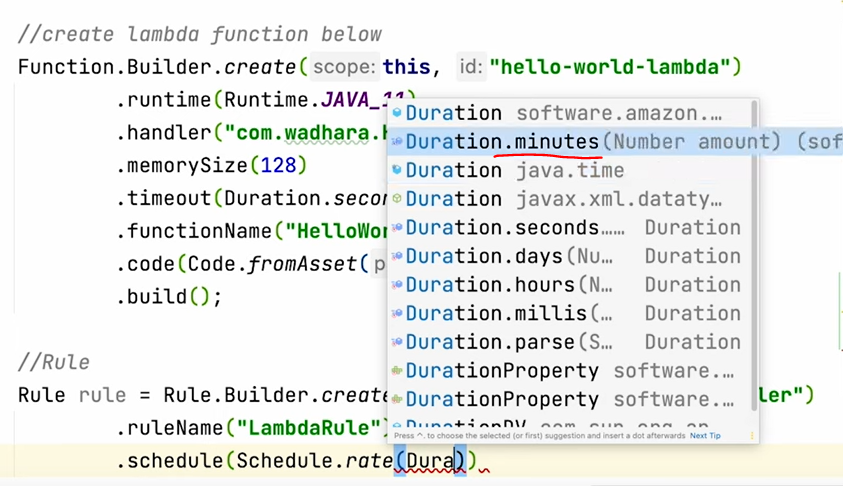 //create lambda function below
Function.Builder.create( scope: this, id: "hello-world-lambda")
.runtime(Runtime.JAVA_11)
.handler("com.wadhara.
.memorySize(128)
.timeout(Duration.secon
.functionName("HelloWor
.code(Code.fromAsset( p
.build();
Duration software.amazon.…
Duration.minutes(Number amount) (sof
Duration java.time
Duration javax.xml.dataty…
Duration.seconds…… Duration
Duration.days(Nu… Duration
Duration.hours(N… Duration
Duration.millis(… Duration
Duration.parse(S… Duration
DurationProperty software.…
DurationProperty software.…
Press ^. to choose the selected (or first) suggestion and insert a dot afterwards Next Tip
//Rule
Rule rule = Rule.Builder.create ler")
.ruleName("LambdaRule")
.schedule(Schedule.rate(Dura))